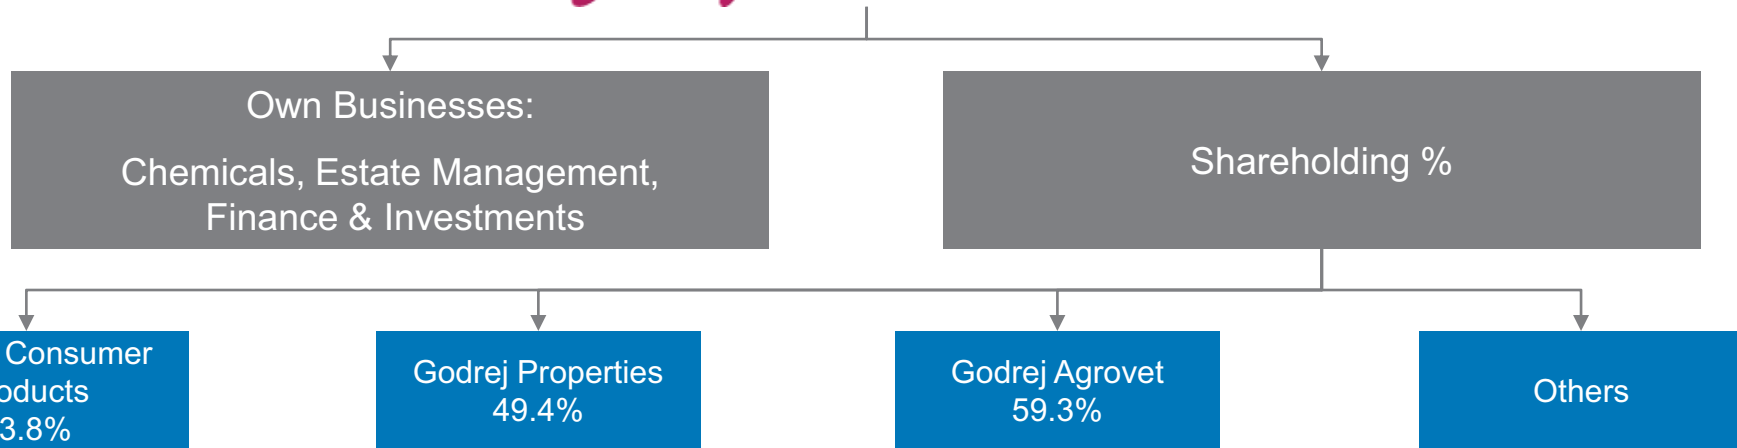 Own Businesses:
Chemicals, Estate Management,
Finance & Investments
Shareholding %
Consumer
Godrej Properties
49.4%
Godrej Agrovet
59.3%
Others